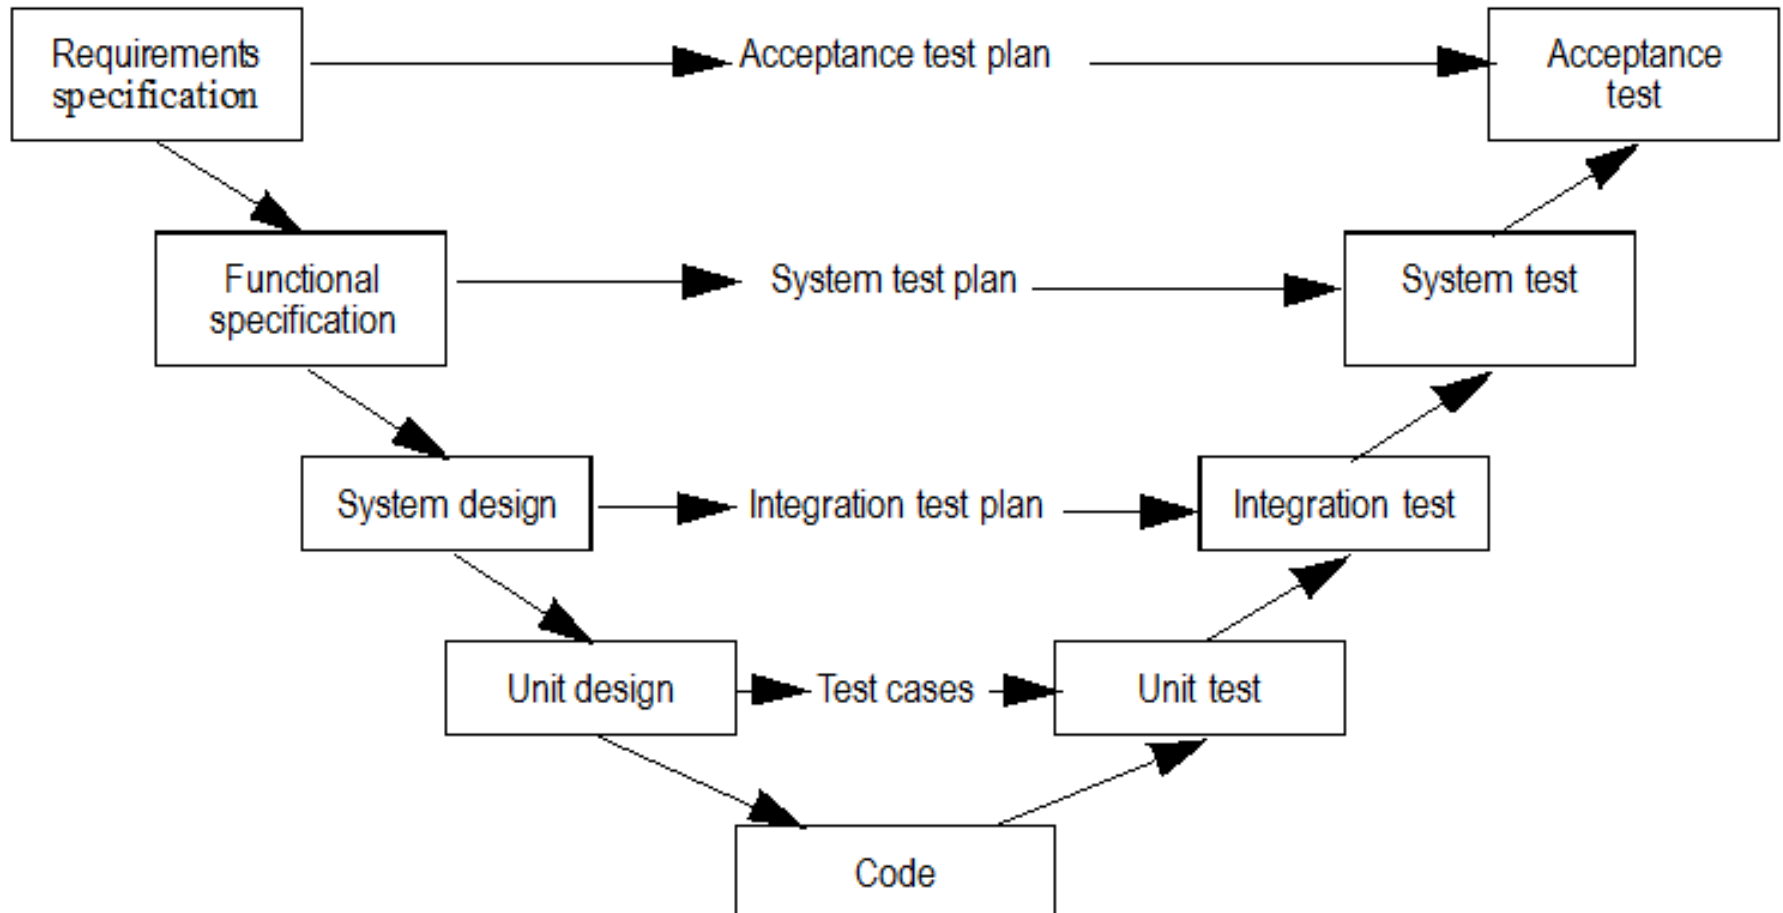 Requirements
specification
Acceptance test plan
Acceptance
test
Functional
specification
System test plan
System test
System design
Integration test plan
Integration test
Unit design
Test cases
Unit test
Code